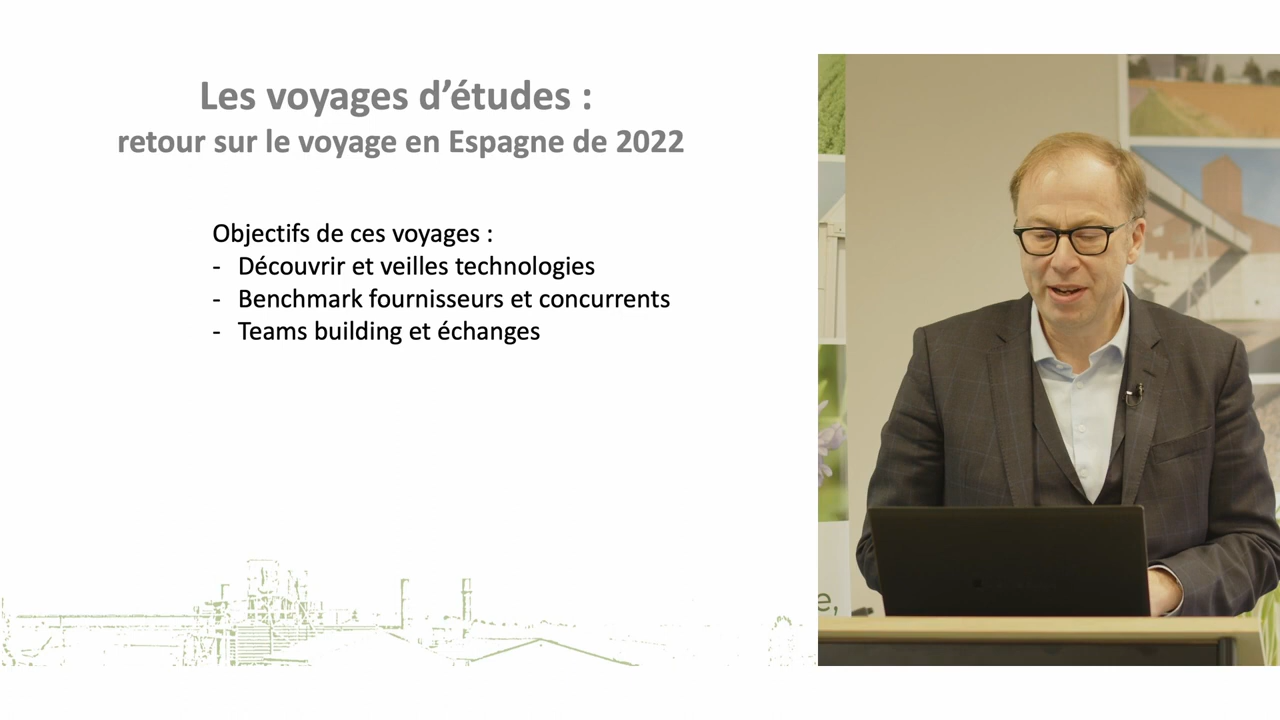 Les voyages d’études :
retour sur le voyage en Espagne de 2022
Objectifs de ces voyages :
- Découvrir et veilles technologies
- Benchmark fournisseurs et concurrents
- Teams building et échanges
e,